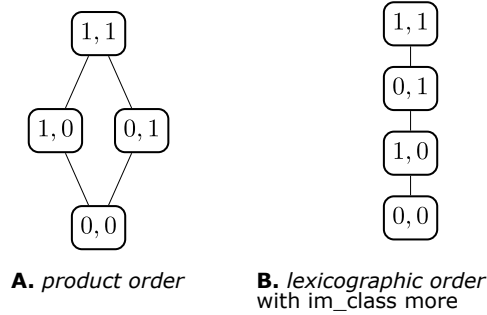 1, 1
1, 0
0, 1
0, 0
A. product order
1, 1
0, 1
1, 0
0, 0
B. lexicographic order
with im_class more